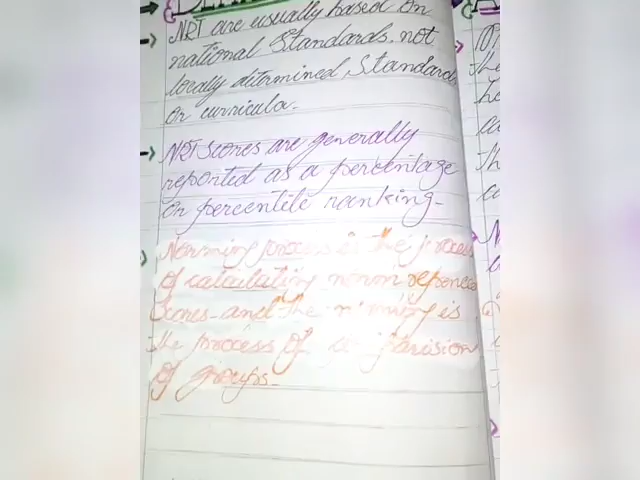 NRT are usually based on
national Standards, not
locally determined Standards
or curricula.
NRT scores are generally
reported as a percentage
or percentile ranking.
Norming process is the process
of calculating norm reference
Scores and the norming is
the process of
of groups.